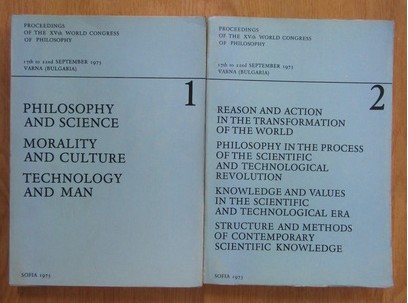 PROCEEDINGS
OF THE XVth WORLD CONGRESS
OF PHILOSOPHY
17th to 22nd SEPTEMBER 1973
VARNA (BULGARIA)
1
PHILOSOPHY
AND SCIENCE
MORALITY
AND CULTURE
TECHNOLOGY
AND MAN
SOFIA 1973
PROCEEDINGS
OF THE XVth WORLD CONGRESS
OF PHILOSOPHY
17th to 22nd SEPTEMBER 1973
VARNA (BULGARIA)
2
REASON AND ACTION
IN THE TRANSFORMATION
OF THE WORLD
PHILOSOPHY IN THE PROCESS
OF THE SCIENTIFIC
AND TECHNOLOGICAL
REVOLUTION
KNOWLEDGE AND VALUES
IN THE SCIENTIFIC
AND TECHNOLOGICAL ERA
STRUCTURE AND METHODS
OF CONTEMPORARY
SCIENTIFIC KNOWLEDGE
SOFIA 1973